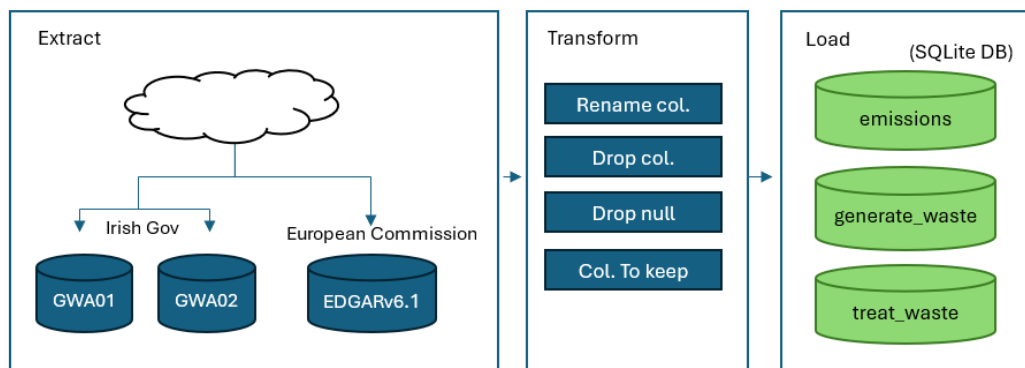 Extract
Irish Gov
European Commission
GWA01
GWA02
EDGARv6.1
Transform
Rename col.
Drop col.
Drop null
Col. To keep
Load
(SQLite DB)
emissions
generate_waste
treat_waste